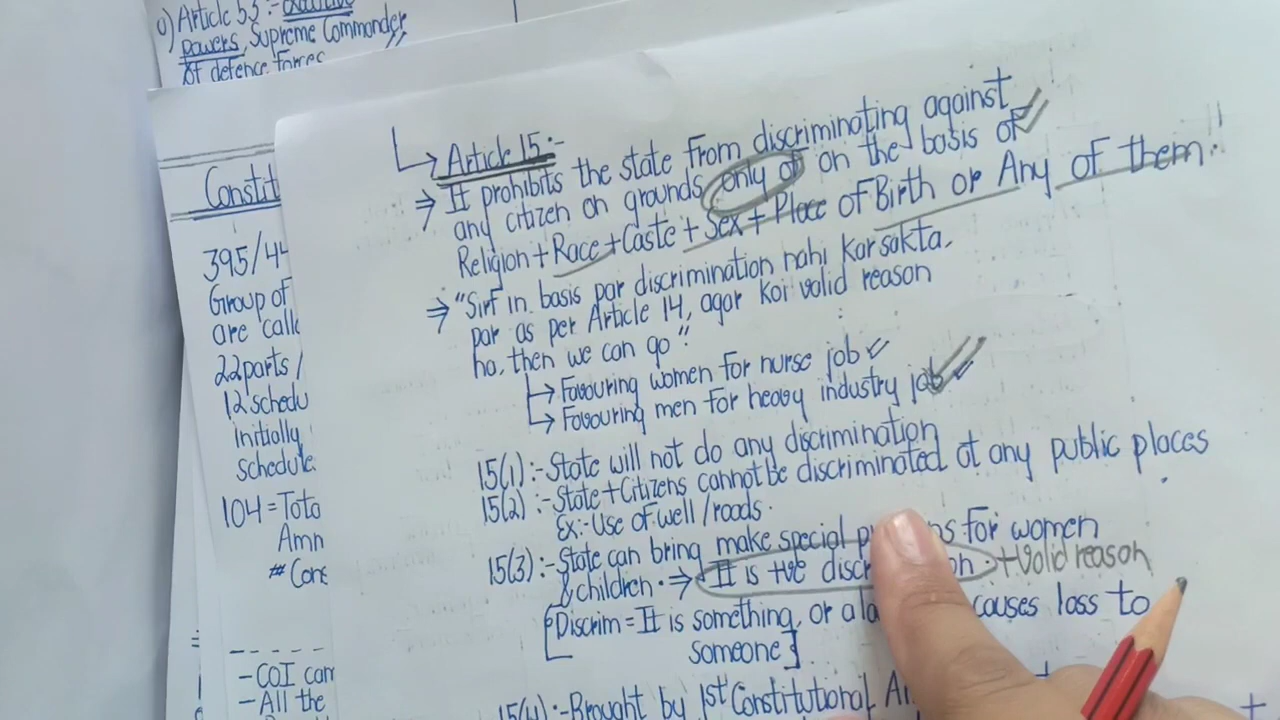 o) Article 53:- executive
powers, Supreme Commander
of defence forces
Constit
395/44
Group of
are 'calle
22 parts /
12 schedu
initially
schedule.
104 = Tota
Amn
* Cons
- COI can
- All the
Article 15:-
⇒ It prohibits the state from discriminating against
any citizen on grounds only of on the basis of
Religion + Race + Caste + Sex + Place of Birth or Any of them.
⇒ "Sirf in basis par discrimination nahi kar sakta.
par as per Article 14, agar koi valid reason
ha, then we can go"
↳ Favouring women for nurse job ✓
↳ Favouring men for heavy industry job ✓
15(1):- State will not do any discrimination
15(2):- State + Citizens cannot be discriminated at any public places
Ex:- Use of well / roads.
15(3):- State can bring make special p ns for women
& children. ⇒ It is +ve discr on. + valid reason
[Discrim = It is something, or a la causes loss to
someone]
15(4):- Brought by 1st Constitutional A